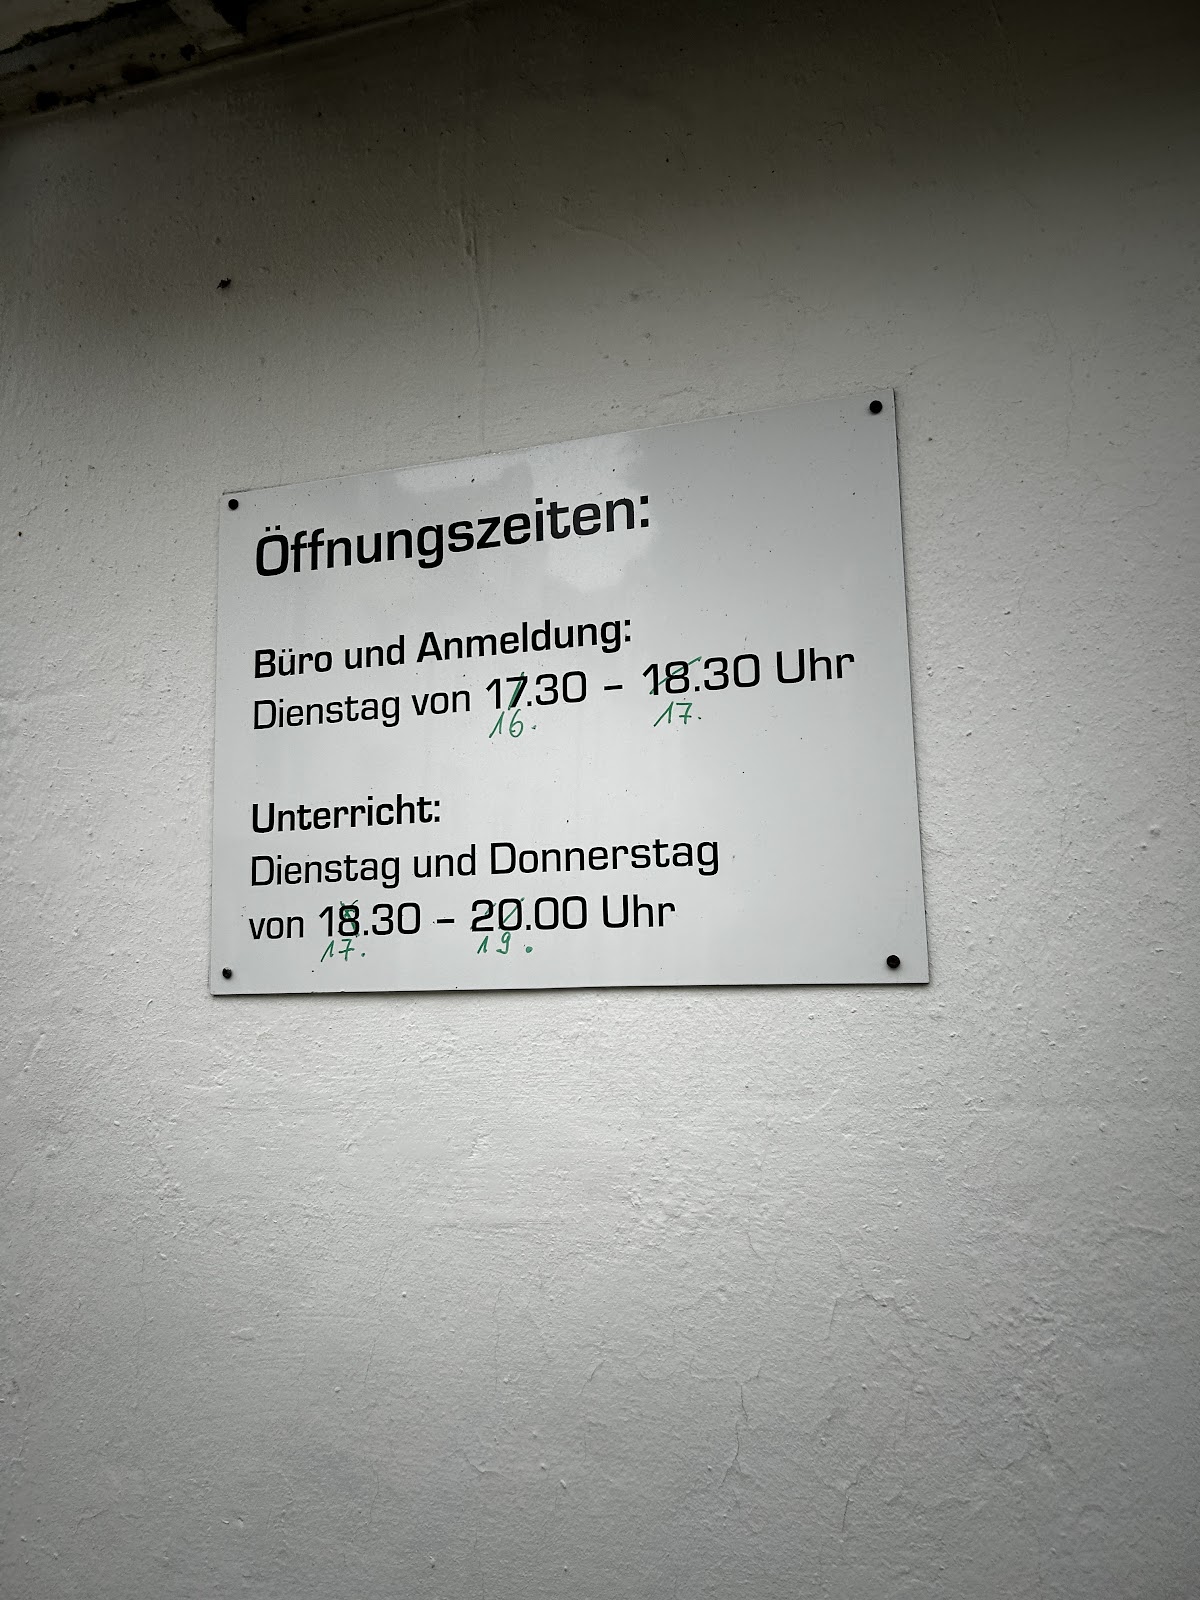 Öffnungszeiten:
Büro und Anmeldung:
Dienstag von 17.30 – 18.30 Uhr
16. 17.
Unterricht:
Dienstag und Donnerstag
von 18.30 – 20.00 Uhr
17. 19.